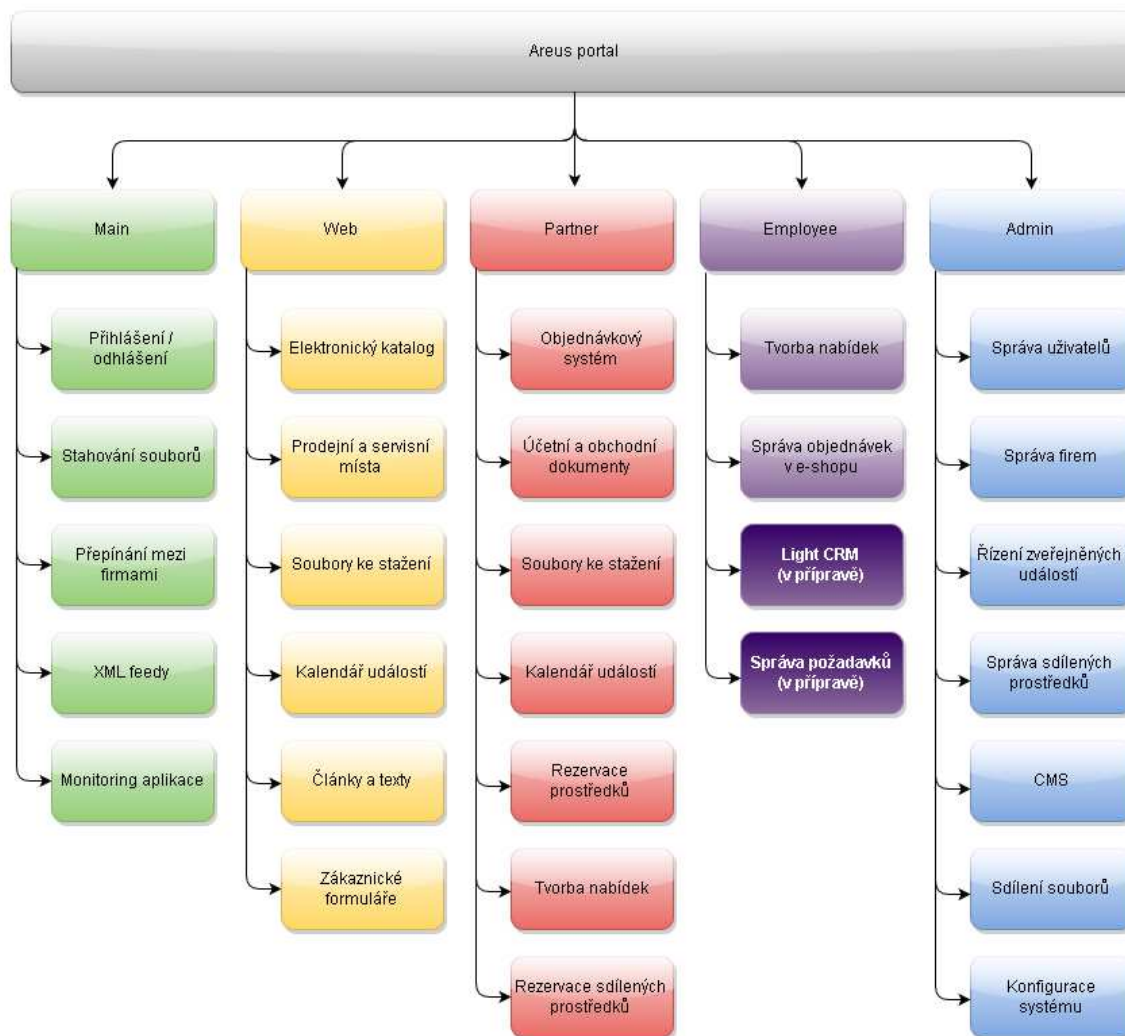 Areus portal
Main
Web
Partner
Employee
Admin
Přihlášení /
odhlášení
Stahování souborů
Přepínání mezi
firmami
XML feedy
Monitoring aplikace
Elektronický katalog
Prodejní a servisní
místa
Soubory ke stažení
Kalendář událostí
Články a texty
Zákaznické
formuláře
Objednávkový
systém
Účetní a obchodní
dokumenty
Soubory ke stažení
Kalendář událostí
Rezervace
prostředků
Tvorba nabídek
Rezervace sdílených
prostředků
Tvorba nabídek
Správa objednávek
v e-shopu
Light CRM
(v přípravě)
Správa požadavků
(v přípravě)
Správa uživatelů
Správa firem
Řízení zveřejněných
událostí
Správa sdílených
prostředků
CMS
Sdílení souborů
Konfigurace
systému